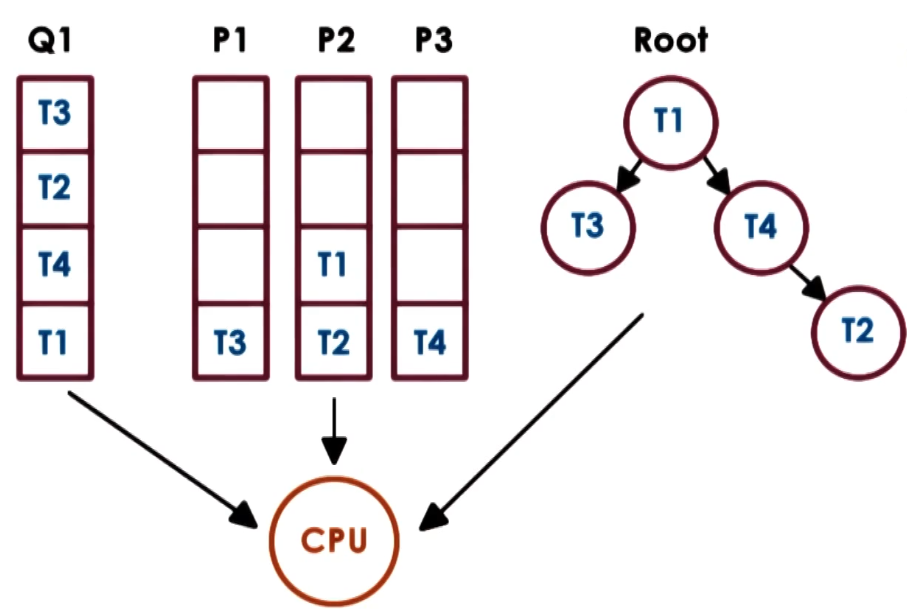 Q1 P1 P2 P3 Root
T3 T1
T2 T3 T4
T4 T1
T1 T3 T2 T4 T2
CPU